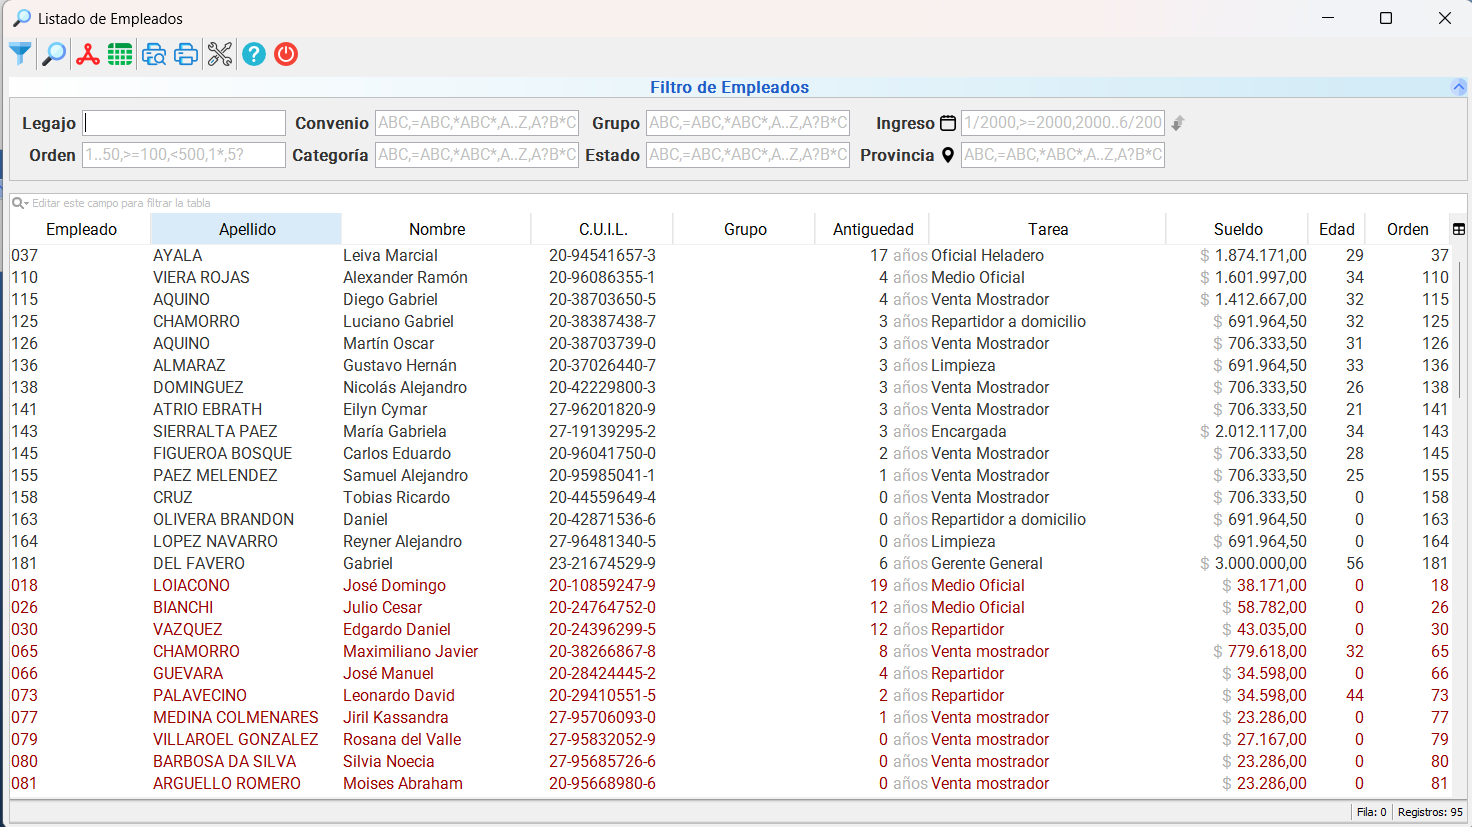 Listado de Empleados
Filtro de Empleados
Legajo Convenio ABC,=ABC,*ABC*,A..Z,A?B*C Grupo ABC,=ABC,*ABC*,A..Z,A?B*C Ingreso 1/2000,>=2000,2000..6/200
Orden 1..50,>=100,<500,1*,5? Categoría ABC,=ABC,*ABC*,A..Z,A?B*C Estado ABC,=ABC,*ABC*,A..Z,A?B*C Provincia ABC,=ABC,*ABC*,A..Z,A?B*C
Editar este campo para filtrar la tabla
Empleado Apellido Nombre C.U.I.L. Grupo Antiguedad Tarea Sueldo Edad Orden
037 AYALA Leiva Marcial 20-94541657-3 17 años Oficial Heladero $ 1.874.171,00 29 37
110 VIERA ROJAS Alexander Ramón 20-96086355-1 4 años Medio Oficial $ 1.601.997,00 34 110
115 AQUINO Diego Gabriel 20-38703650-5 4 años Venta Mostrador $ 1.412.667,00 32 115
125 CHAMORRO Luciano Gabriel 20-38387438-7 3 años Repartidor a domicilio $ 691.964,50 32 125
126 AQUINO Martín Oscar 20-38703739-0 3 años Venta Mostrador $ 706.333,50 31 126
136 ALMARAZ Gustavo Hernán 20-37026440-7 3 años Limpieza $ 691.964,50 33 136
138 DOMINGUEZ Nicolás Alejandro 20-42229800-3 3 años Venta Mostrador $ 706.333,50 26 138
141 ATRIO EBRATH Eilyn Cymar 27-96201820-9 3 años Venta Mostrador $ 706.333,50 21 141
143 SIERRALTA PAEZ María Gabriela 27-19139295-2 3 años Encargada $ 2.012.117,00 34 143
145 FIGUEROA BOSQUE Carlos Eduardo 20-96041750-0 2 años Venta Mostrador $ 706.333,50 28 145
155 PAEZ MELENDEZ Samuel Alejandro 20-95985041-1 1 años Venta Mostrador $ 706.333,50 25 155
158 CRUZ Tobias Ricardo 20-44559649-4 0 años Venta Mostrador $ 706.333,50 0 158
163 OLIVERA BRANDON Daniel 20-42871536-6 0 años Repartidor a domicilio $ 691.964,50 0 163
164 LOPEZ NAVARRO Reyner Alejandro 27-96481340-5 0 años Limpieza $ 691.964,50 0 164
181 DEL FAVERO Gabriel 23-21674529-9 6 años Gerente General $ 3.000.000,00 56 181
018 LOIACONO José Domingo 20-10859247-9 19 años Medio Oficial $ 38.171,00 0 18
026 BIANCHI Julio Cesar 20-24764752-0 12 años Medio Oficial $ 58.782,00 0 26
030 VAZQUEZ Edgardo Daniel 20-24396299-5 12 años Repartidor $ 43.035,00 0 30
065 CHAMORRO Maximiliano Javier 20-38266867-8 8 años Venta mostrador $ 779.618,00 32 65
066 GUEVARA José Manuel 20-28424445-2 4 años Repartidor $ 34.598,00 0 66
073 PALAVECINO Leonardo David 20-29410551-5 2 años Repartidor $ 34.598,00 44 73
077 MEDINA COLMENARES Jiril Kassandra 27-95706093-0 1 años Venta mostrador $ 23.286,00 0 77
079 VILLAROEL GONZALEZ Rosana del Valle 27-95832052-9 0 años Venta mostrador $ 27.167,00 0 79
080 BARBOSA DA SILVA Silvia Noecia 27-95685726-6 0 años Venta mostrador $ 23.286,00 0 80
081 ARGUELLO ROMERO Moises Abraham 20-95668980-6 0 años Venta mostrador $ 23.286,00 0 81
Fila: 0 Registros: 95